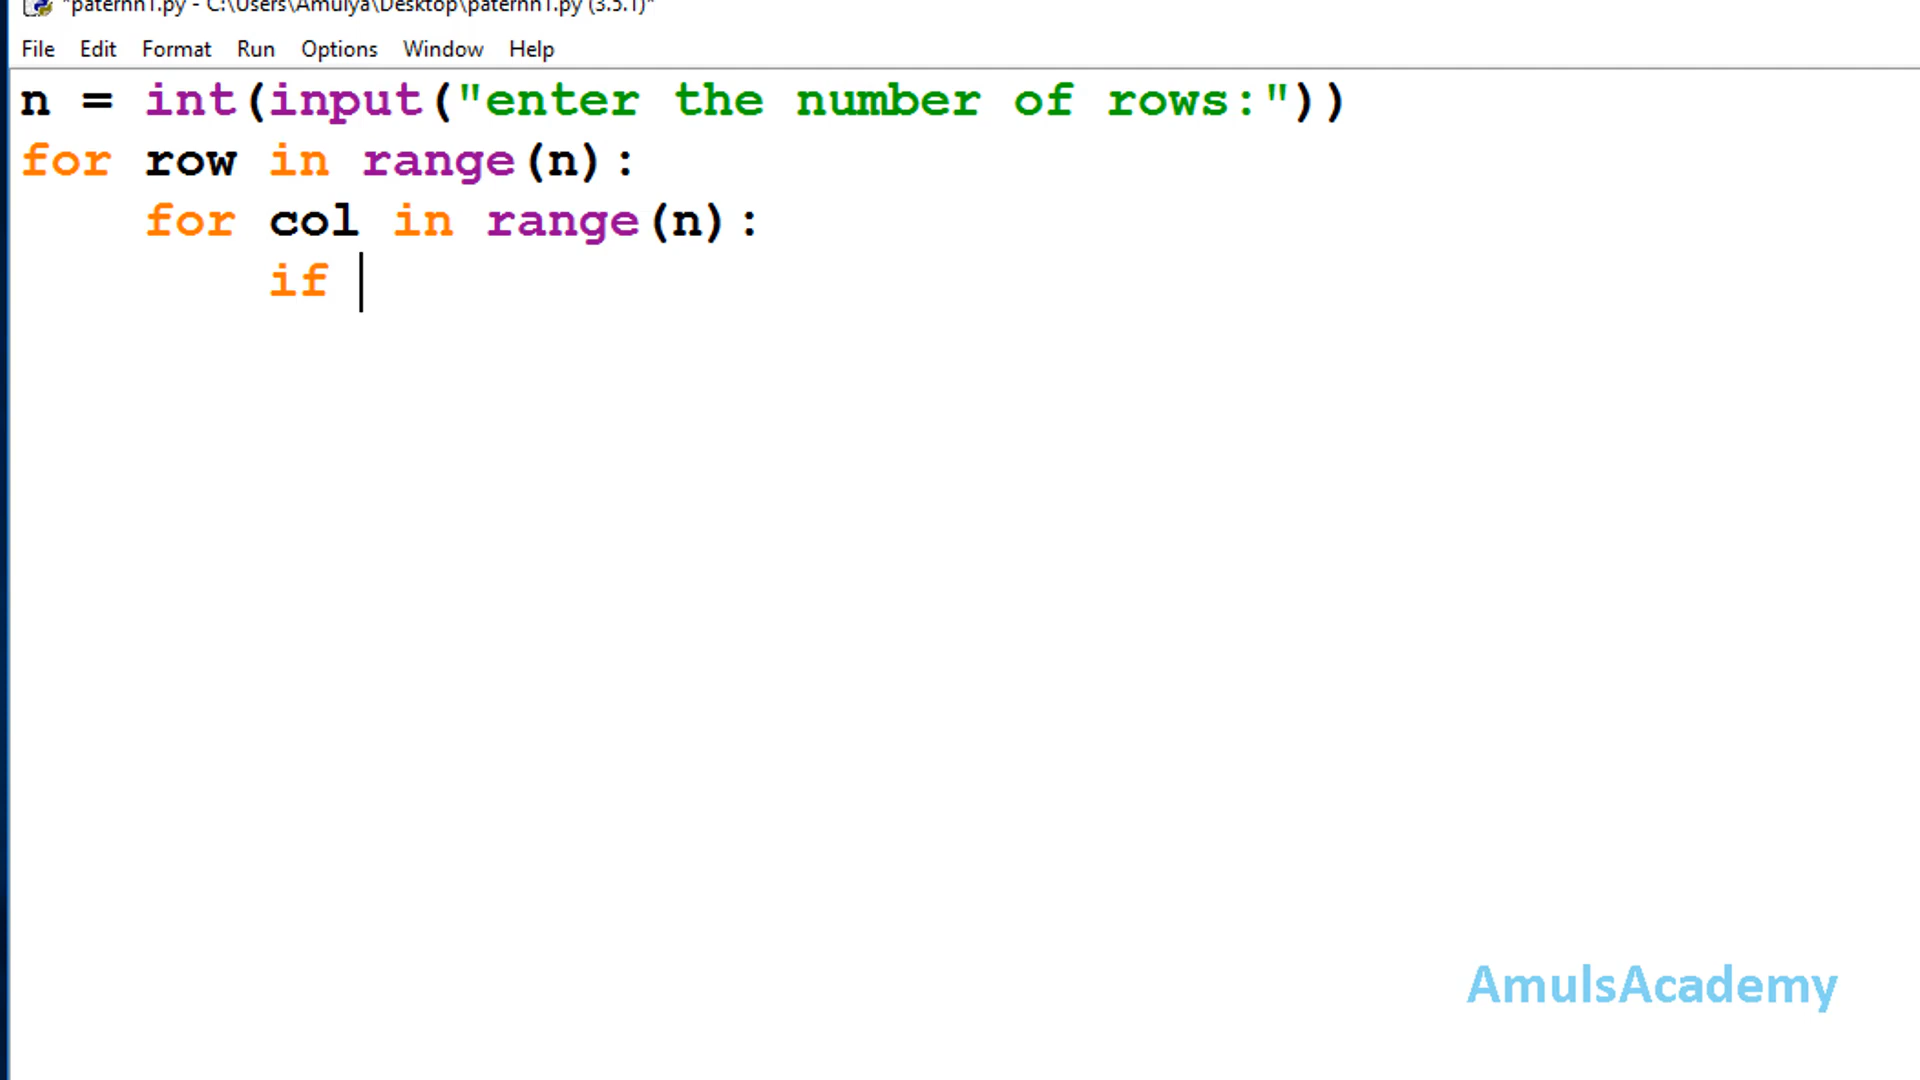 *paternn1.py - C:\Users\Amulya\Desktop\paternn1.py (3.5.1)*
File Edit Format Run Options Window Help
n = int(input("enter the number of rows:"))
for row in range(n):
    for col in range(n):
        if
AmulsAcademy